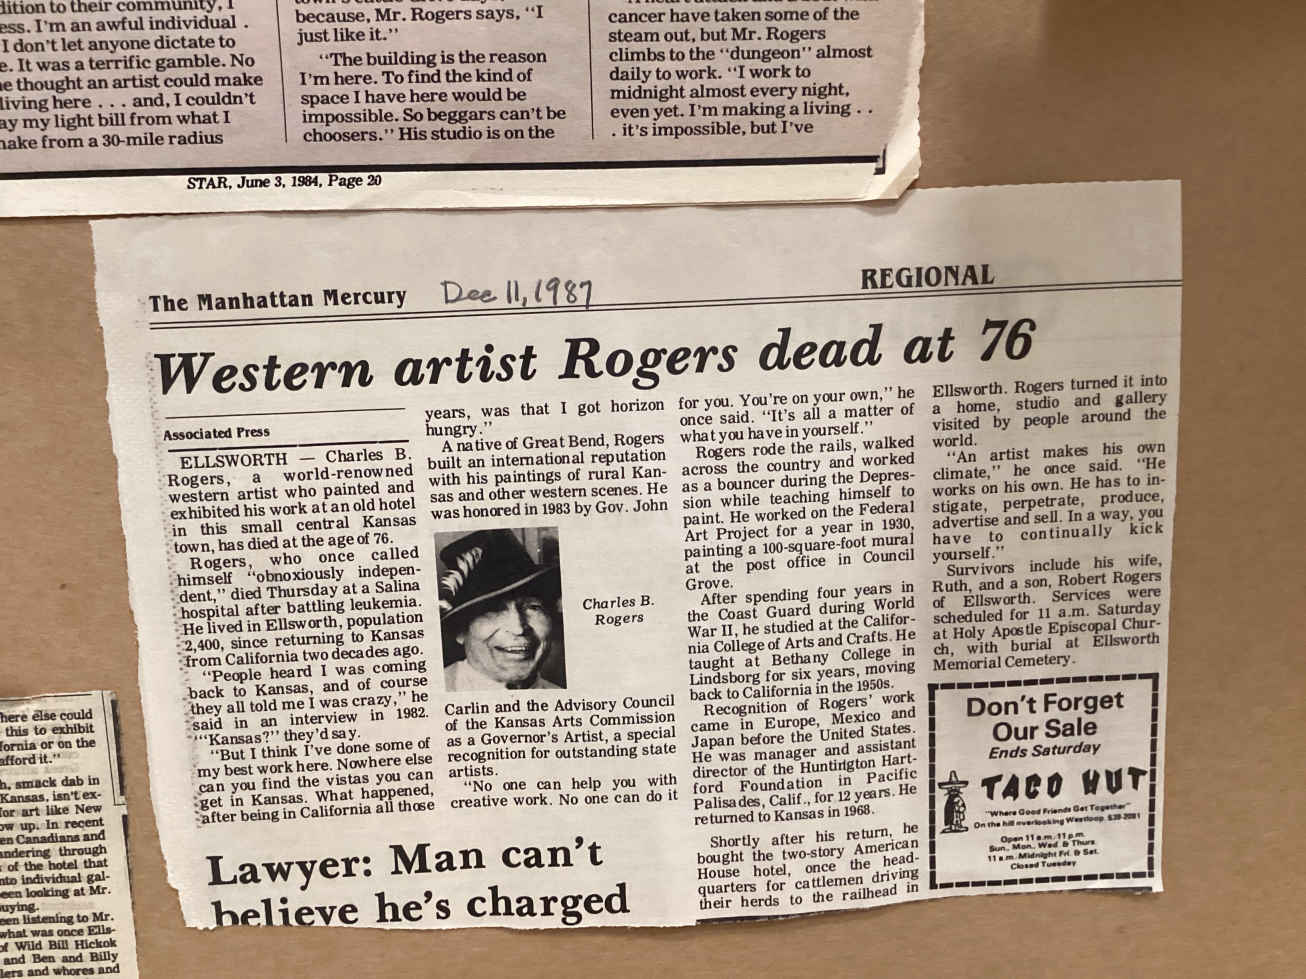 dition to their community, I
ess. I'm an awful individual .
I don't let anyone dictate to
e. It was a terrific gamble. No
e thought an artist could make
living here . . . and, I couldn't
ay my light bill from what I
nake from a 30-mile radius
because, Mr. Rogers says, "I
just like it."
"The building is the reason
I'm here. To find the kind of
space I have here would be
impossible. So beggars can't be
choosers." His studio is on the
cancer have taken some of the
steam out, but Mr. Rogers
climbs to the "dungeon" almost
daily to work. "I work to
midnight almost every night,
even yet. I'm making a living . .
. it's impossible, but I've
STAR, June 3, 1984, Page 20
The Manhattan Mercury
Dec 11, 1987
REGIONAL
Western artist Rogers dead at 76
Associated Press
ELLSWORTH — Charles B.
Rogers, a world-renowned
western artist who painted and
exhibited his work at an old hotel
in this small central Kansas
town, has died at the age of 76.
Rogers, who once called
himself "obnoxiously indepen-
dent," died Thursday at a Salina
hospital after battling leukemia.
He lived in Ellsworth, population
2,400, since returning to Kansas
from California two decades ago.
"People heard I was coming
back to Kansas, and of course
they all told me I was crazy," he
said in an interview in 1982.
"'Kansas?'" they'd say.
"But I think I've done some of
my best work here. Nowhere else
can you find the vistas you can
get in Kansas. What happened,
after being in California all those
years, was that I got horizon
hungry."
A native of Great Bend, Rogers
built an international reputation
with his paintings of rural Kan-
sas and other western scenes. He
was honored in 1983 by Gov. John
Charles B.
Rogers
Carlin and the Advisory Council
of the Kansas Arts Commission
as a Governor's Artist, a special
recognition for outstanding state
artists.
"No one can help you with
creative work. No one can do it
for you. You're on your own," he
once said. "It's all a matter of
what you have in yourself."
Rogers rode the rails, walked
across the country and worked
as a bouncer during the Depres-
sion while teaching himself to
paint. He worked on the Federal
Art Project for a year in 1930,
painting a 100-square-foot mural
at the post office in Council
Grove.
After spending four years in
the Coast Guard during World
War II, he studied at the Califor-
nia College of Arts and Crafts. He
taught at Bethany College in
Lindsborg for six years, moving
back to California in the 1950s.
Recognition of Rogers' work
came in Europe, Mexico and
Japan before the United States.
He was manager and assistant
director of the Huntington Hart-
ford Foundation in Pacific
Palisades, Calif., for 12 years. He
returned to Kansas in 1968.
Shortly after his return, he
bought the two-story American
House hotel, once the head-
quarters for cattlemen driving
their herds to the railhead in
Ellsworth. Rogers turned it into
a home, studio and gallery
visited by people around the
world.
"An artist makes his own
climate," he once said. "He
works on his own. He has to in-
stigate, perpetrate, produce,
advertise and sell. In a way, you
have to continually kick
yourself."
Survivors include his wife,
Ruth, and a son, Robert Rogers
of Ellsworth. Services were
scheduled for 11 a.m. Saturday
at Holy Apostle Episcopal Chur-
ch, with burial at Ellsworth
Memorial Cemetery.
Don't Forget
Our Sale
Ends Saturday
TACO HUT
"Where Good Friends Get Together"
On the hill overlooking Westloop 539-2091
Open 11 a.m.-11 p.m.
Sun., Mon., Wed. & Thurs.
11 a.m.-Midnight Fri. & Sat.
Closed Tuesday
Lawyer: Man can't
believe he's charged
here else could
this to exhibit
fornia or on the
afford it."
h, smack dab in
Kansas, isn't ex-
for art like New
ow up. In recent
en Canadians and
andering through
of the hotel that
nto individual gal-
een looking at Mr.
uying.
een listening to Mr.
what was once Ells-
of Wild Bill Hickok
and Ben and Billy
lers and whores and